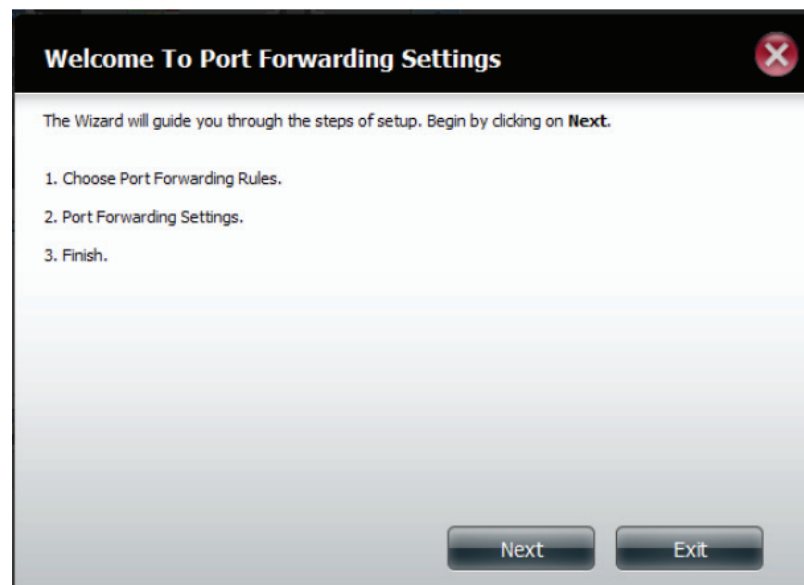 Welcome To Port Forwarding Settings
The Wizard will guide you through the steps of setup. Begin by clicking on Next.
1. Choose Port Forwarding Rules.
2. Port Forwarding Settings.
3. Finish.
Next
Exit